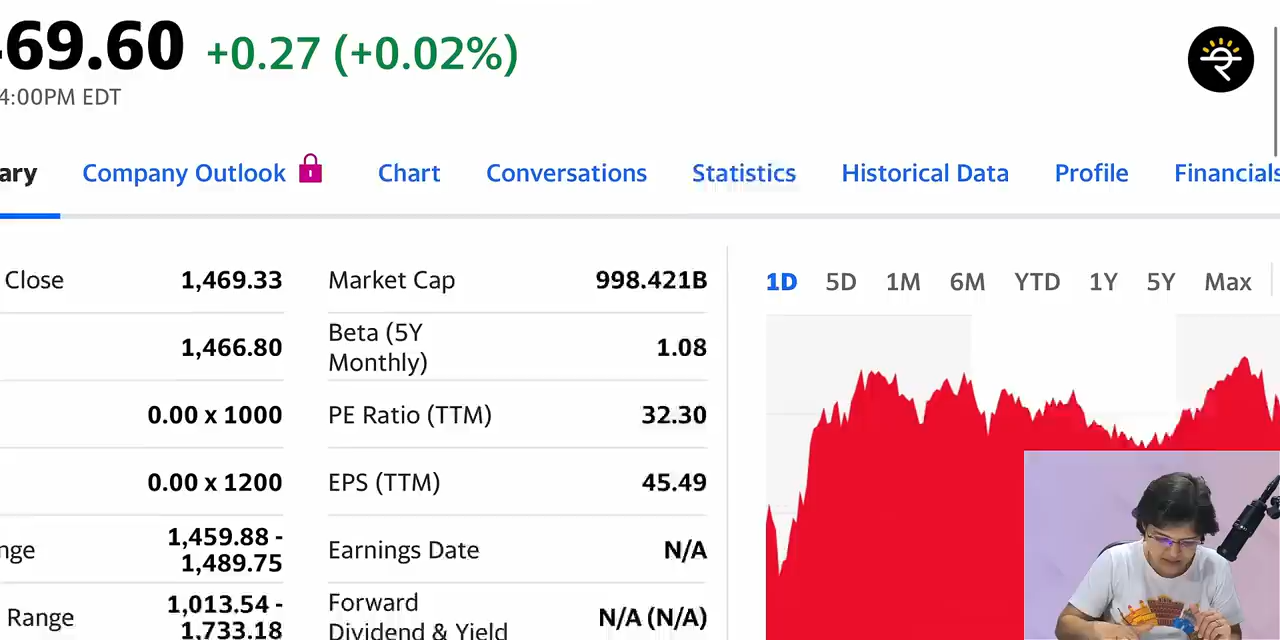 69.60 +0.27 (+0.02%)
4:00PM EDT
ary Company Outlook Chart Conversations Statistics Historical Data Profile Financials
Close 1,469.33 Market Cap 998.421B 1D 5D 1M 6M YTD 1Y 5Y Max
1,466.80 Beta (5Y
Monthly) 1.08
0.00 x 1000 PE Ratio (TTM) 32.30
0.00 x 1200 EPS (TTM) 45.49
nge 1,459.88 -
1,489.75 Earnings Date N/A
Range 1,013.54 -
1,733.18 Forward
Dividend & Yield N/A (N/A)